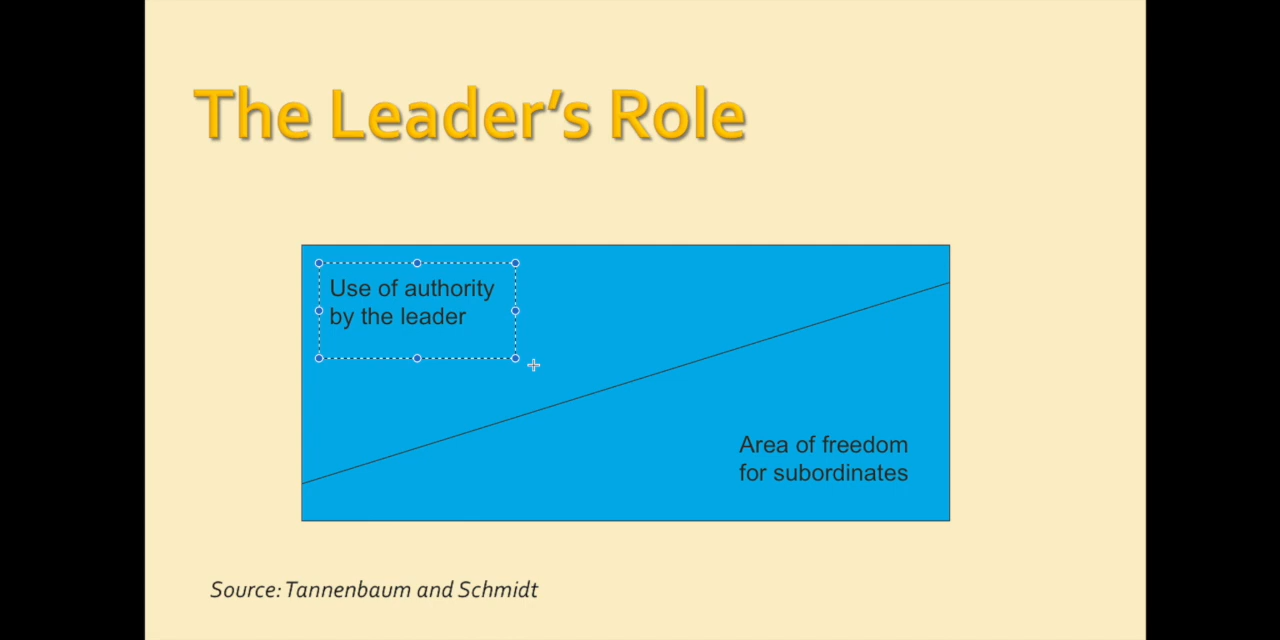 The Leader’s Role
Use of authority
by the leader
Area of freedom
for subordinates
Source: Tannenbaum and Schmidt